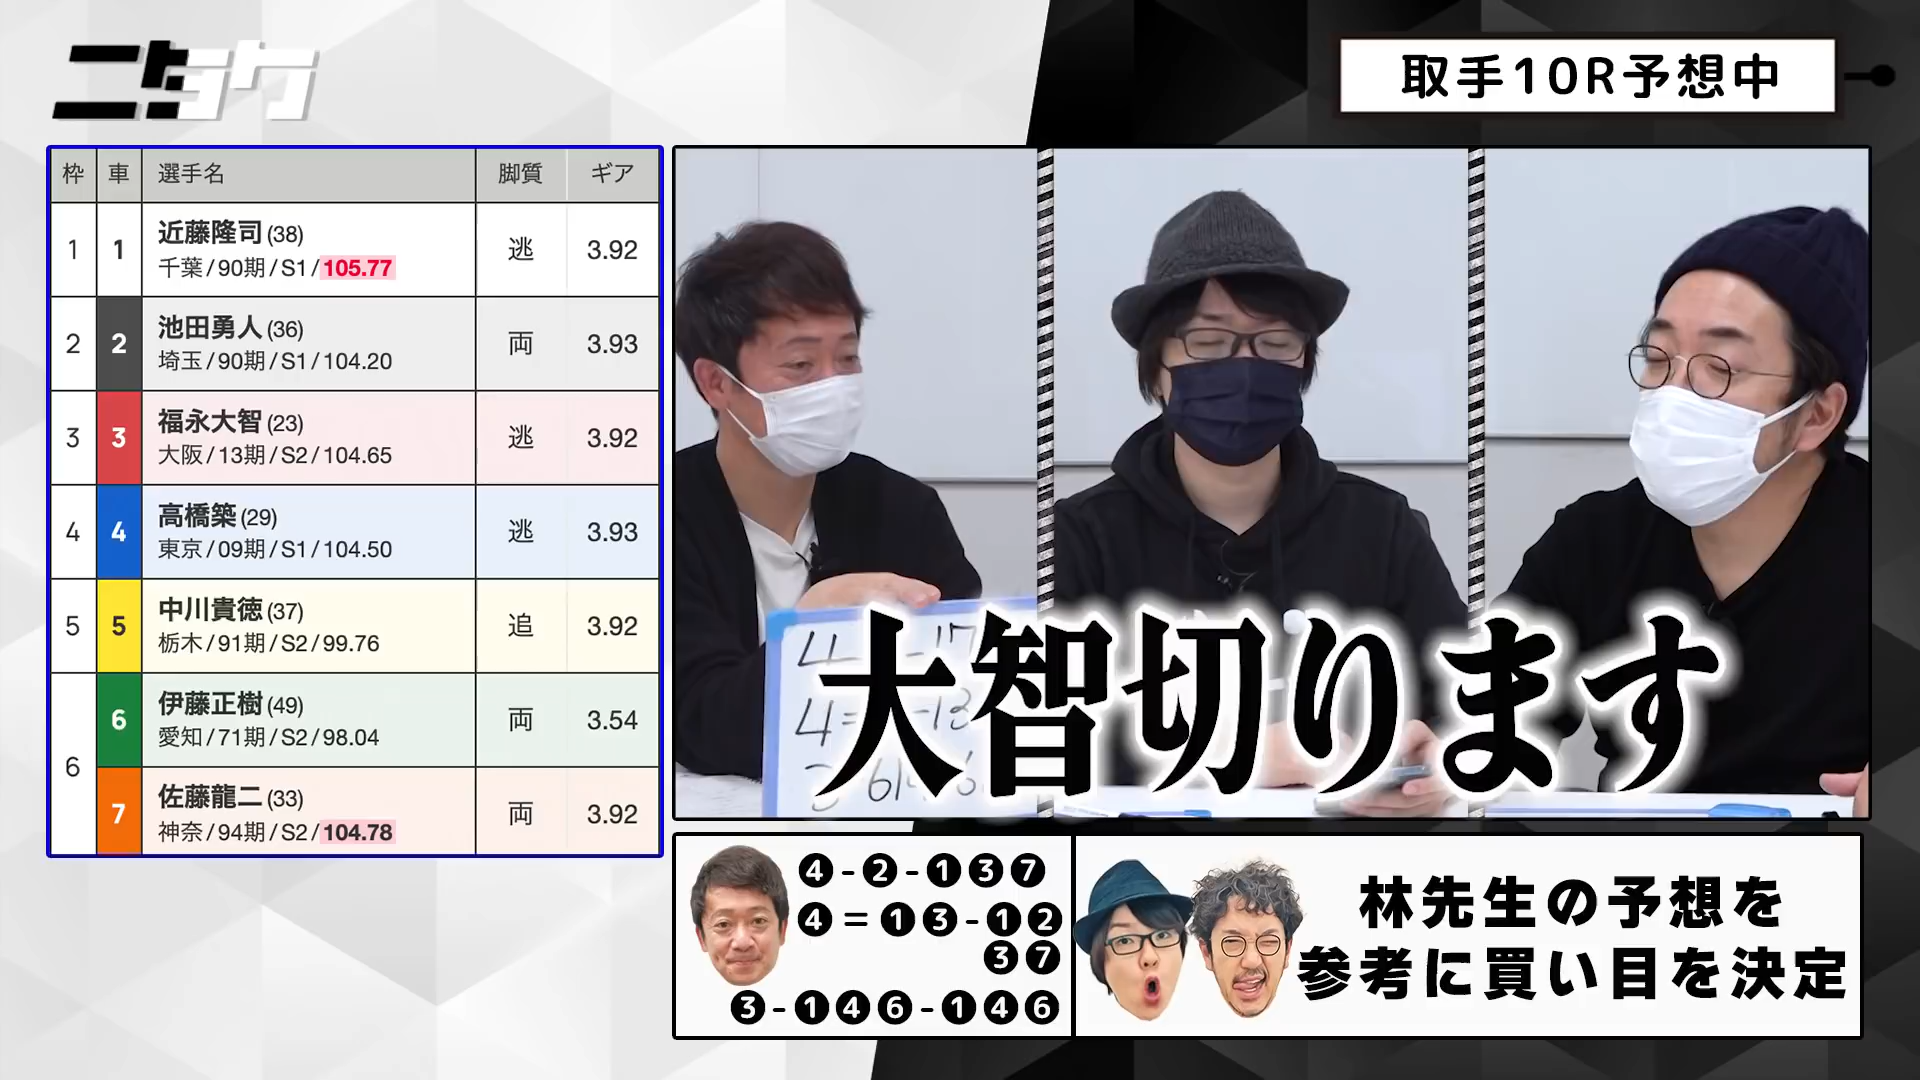 ニタク
取手10R予想中
枠 車 選手名 脚質 ギア
1 1 近藤隆司(38) 逃 3.92
千葉/90期/S1/105.77
2 2 池田勇人(36) 両 3.93
埼玉/90期/S1/104.20
3 3 福永大智(23) 逃 3.92
大阪/13期/S2/104.65
4 4 高橋築(29) 逃 3.93
東京/09期/S1/104.50
5 5 中川貴徳(37) 追 3.92
栃木/91期/S2/99.76
6 6 伊藤正樹(49) 両 3.54
愛知/71期/S2/98.04
7 佐藤龍二(33) 両 3.92
神奈/94期/S2/104.78
大智切ります
4-2-137
4=13-12
37
3-146-146
林先生の予想を
参考に買い目を決定